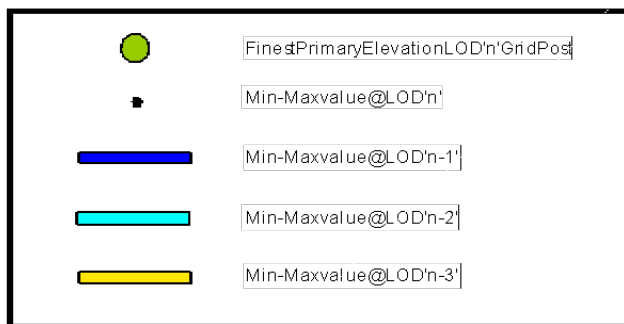 FinestPrimaryElevationLOD'n'GridPost
Min-Maxvalue@LOD'n'
Min-Maxvalue@LOD'n-1'
Min-Maxvalue@LOD'n-2'
Min-Maxvalue@LOD'n-3'